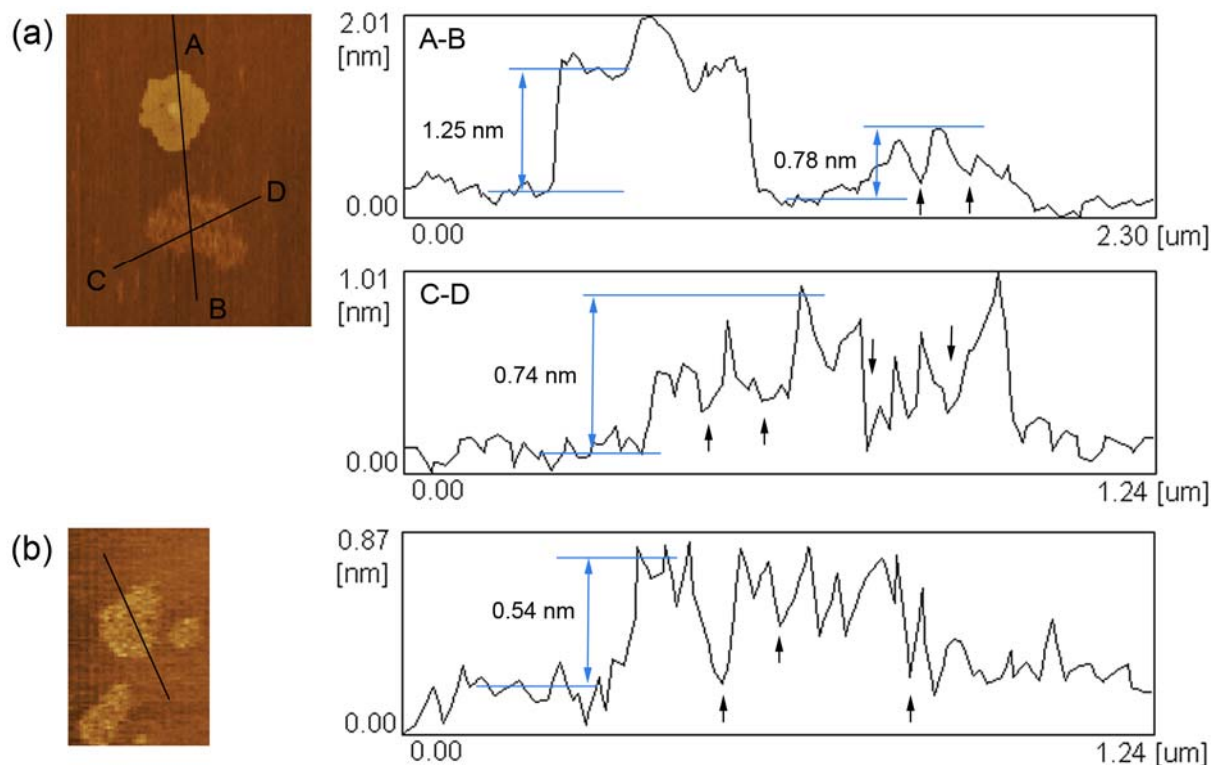 (a)
A
D
C
B
2.01
[nm]
A-B
1.25 nm
0.78 nm
0.00
0.00
2.30 [um]
1.01
[nm]
C-D
0.74 nm
0.00
0.00
1.24 [um]
(b)
0.87
[nm]
0.54 nm
0.00
0.00
1.24 [um]